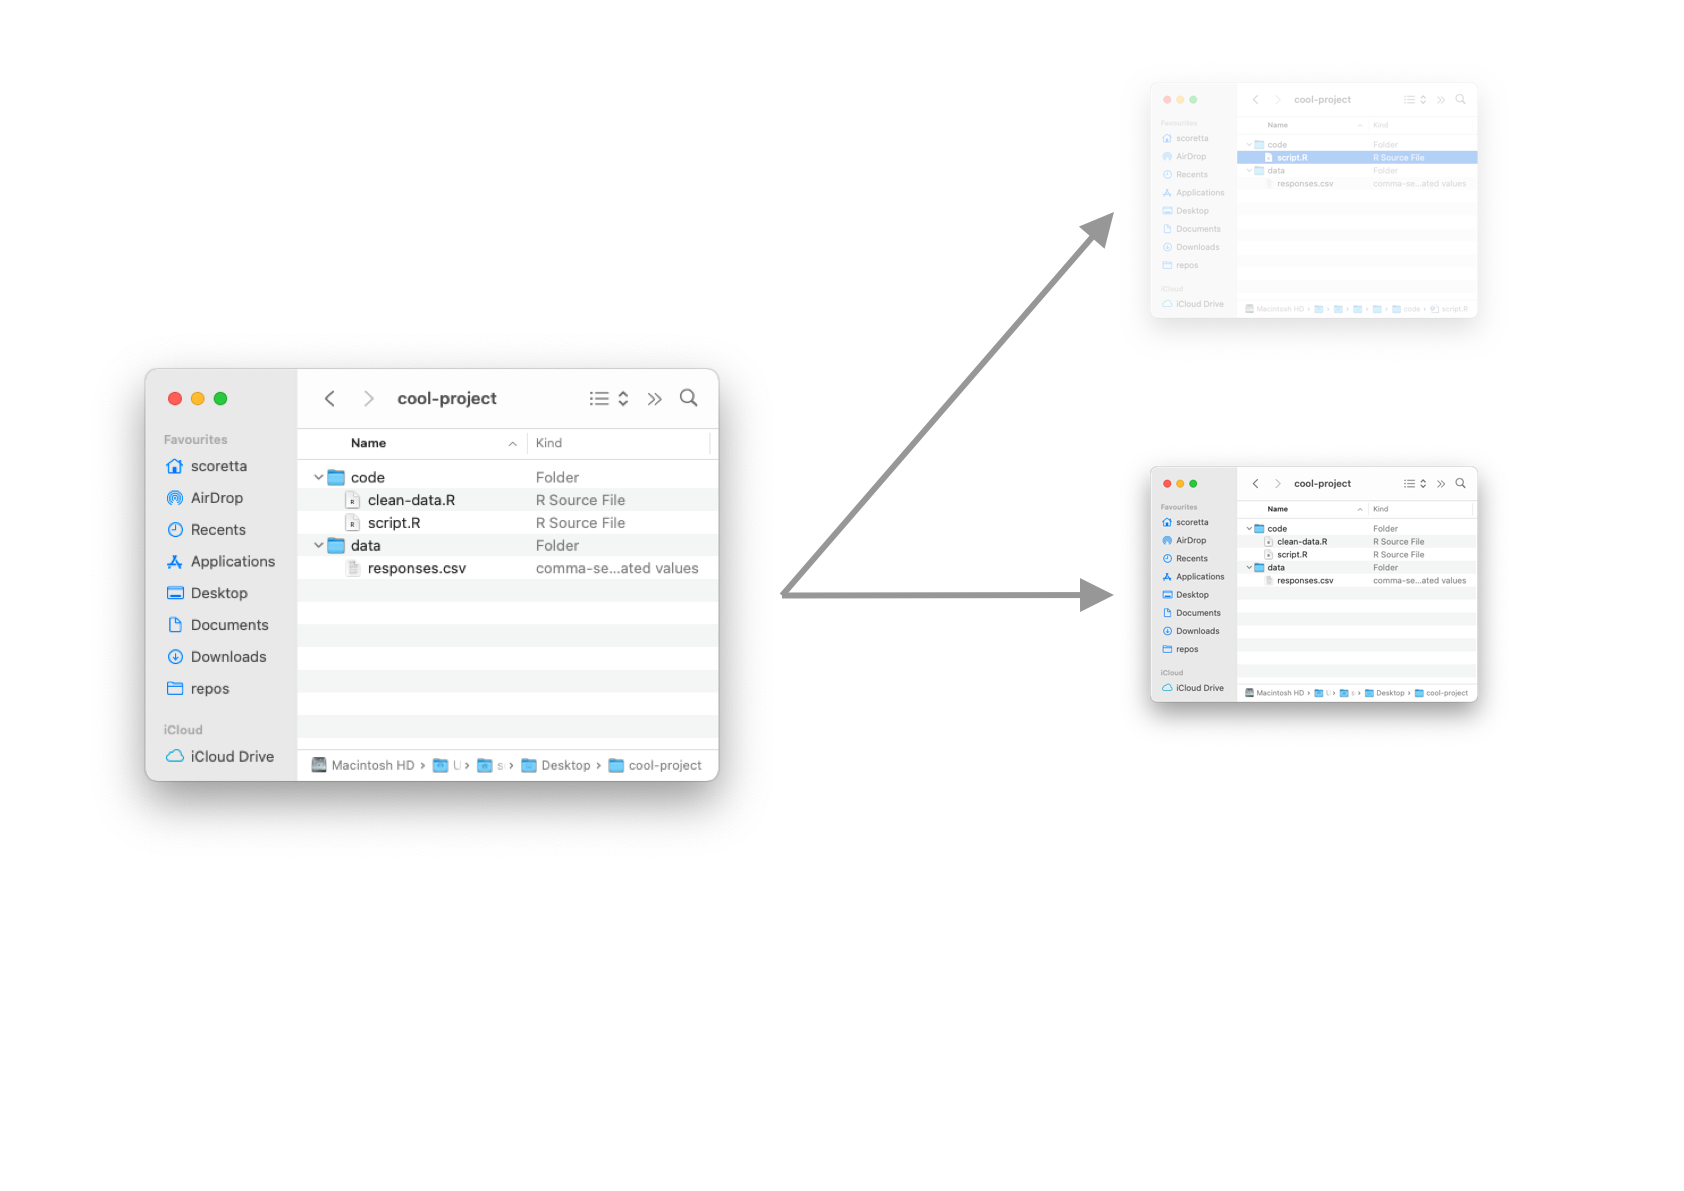 cool-project
Favourites
scoretta
AirDrop
Recents
Applications
Desktop
Documents
Downloads
repos
iCloud
iCloud Drive
Name Kind
code Folder
clean-data.R R Source File
script.R R Source File
data Folder
responses.csv comma-se...ated values
Macintosh HD › U › s › Desktop › cool-project
cool-project
Favourites
scoretta
AirDrop
Recents
Applications
Desktop
Documents
Downloads
repos
iCloud
iCloud Drive
Name Kind
code Folder
script.R R Source File
data Folder
responses.csv comma-se...ated values
Macintosh HD › › › › › code › script.R
cool-project
Favourites
scoretta
AirDrop
Recents
Applications
Desktop
Documents
Downloads
repos
iCloud
iCloud Drive
Name Kind
code Folder
clean-data.R R Source File
script.R R Source File
data Folder
responses.csv comma-se...ated values
Macintosh HD › U › s › Desktop › cool-project